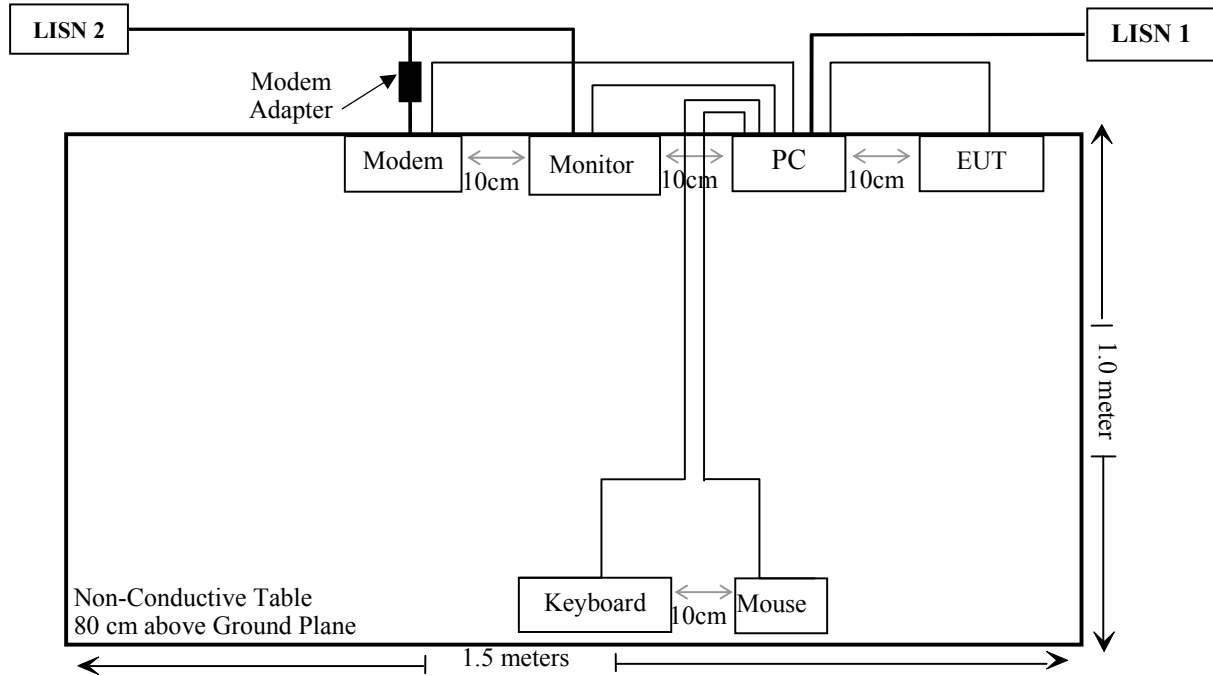 LISN 2
LISN 1
Modem
Adapter
Modem
10cm
Monitor
10cm
PC
10cm
EUT
1.0 meter
Keyboard
10cm
Mouse
Non-Conductive Table
80 cm above Ground Plane
1.5 meters